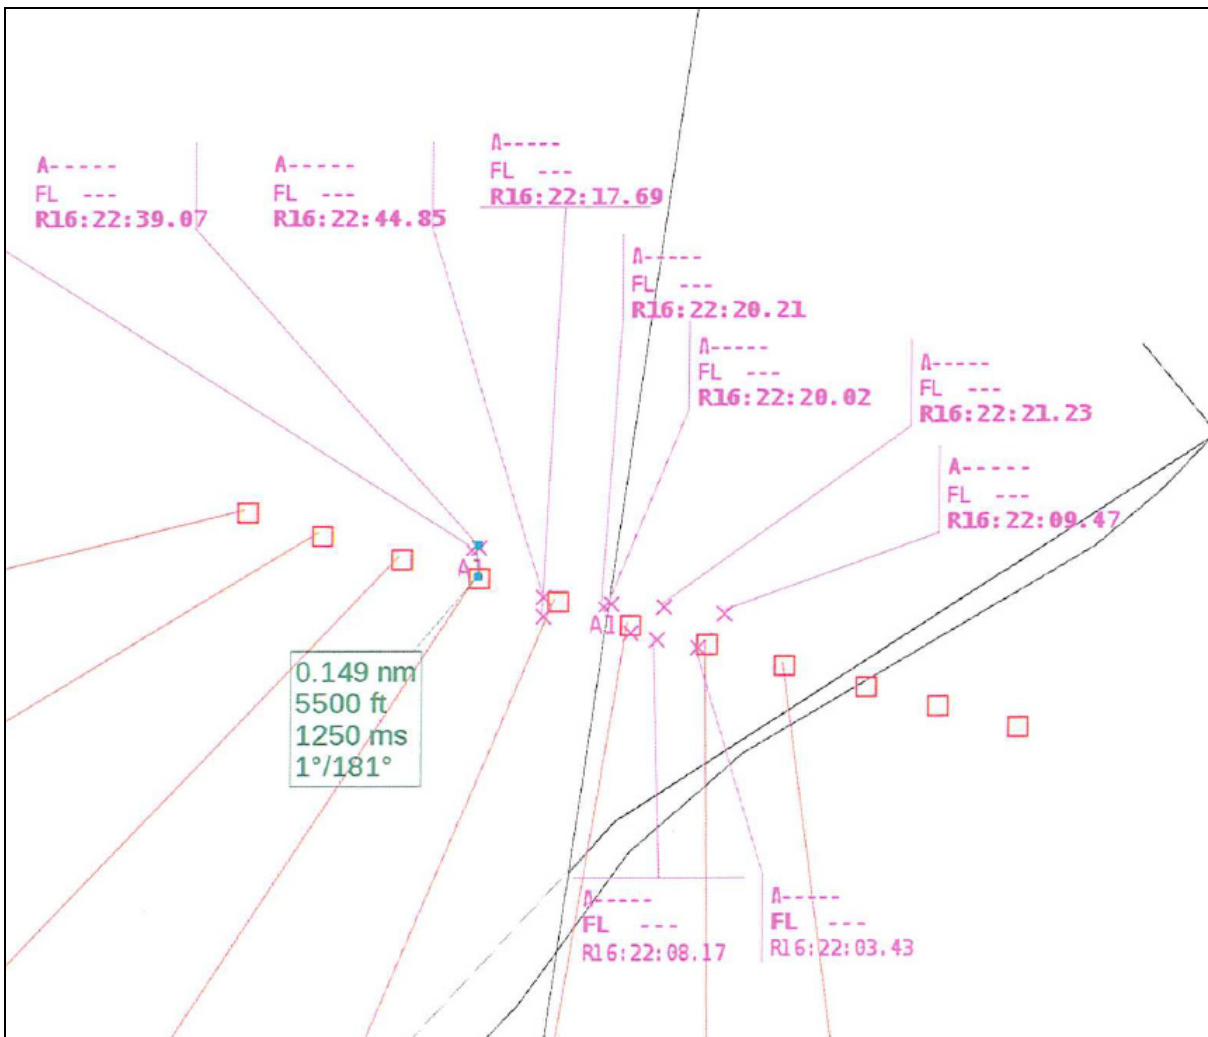 A-----
FL ---
R16:22:39.07
A-----
FL ---
R16:22:44.85
A-----
FL ---
R16:22:17.69
A-----
FL ---
R16:22:20.21
A-----
FL ---
R16:22:20.02
A-----
FL ---
R16:22:21.23
A-----
FL ---
R16:22:09.47
A1
A1
0.149 nm
5500 ft
1250 ms
1°/181°
A-----
FL ---
R16:22:08.17
A-----
FL ---
R16:22:03.43